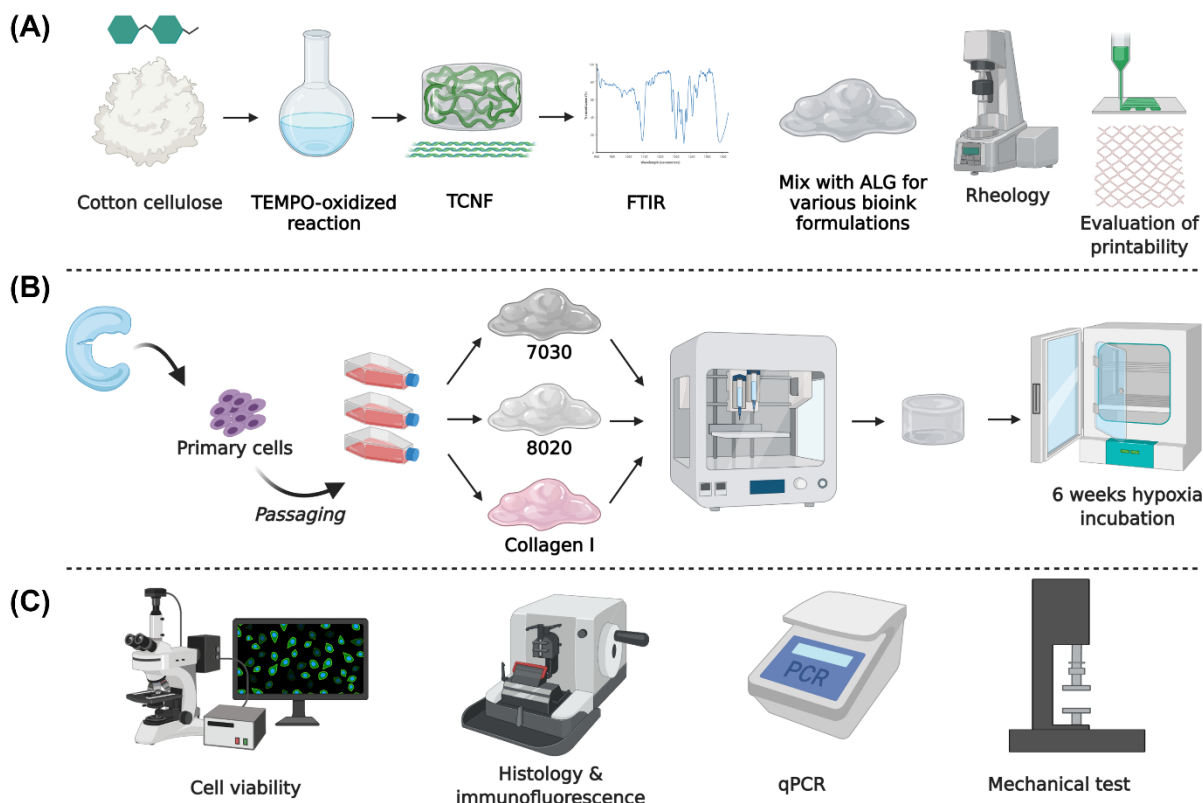 (A)
Cotton cellulose
TEMPO-oxidized
reaction
TCNF
FTIR
Mix with ALG for
various bioink
formulations
Rheology
Evaluation of
printability
(B)
Primary cells
Passaging
7030
8020
Collagen I
6 weeks hypoxia
incubation
(C)
Cell viability
Histology &
immunofluorescence
PCR
qPCR
Mechanical test